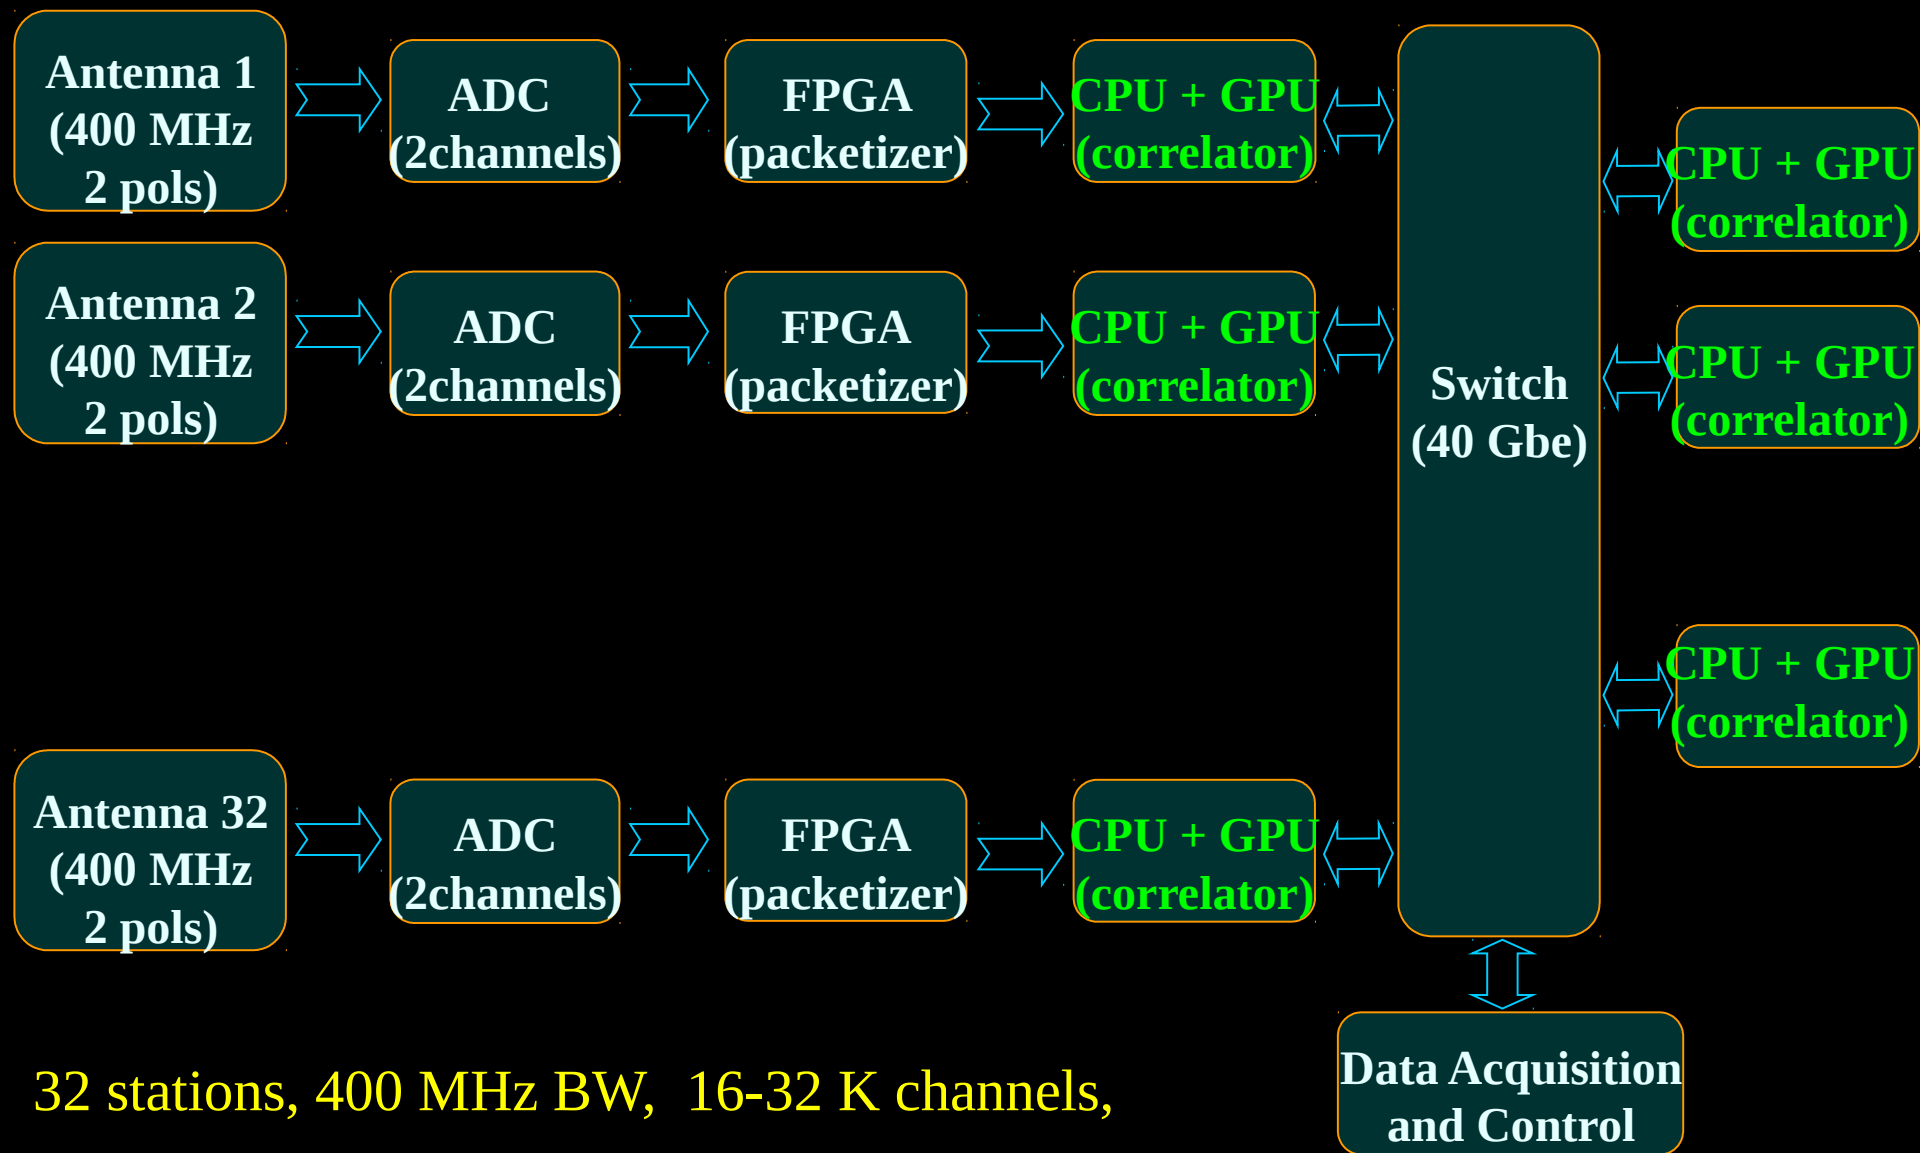 Antenna 1
(400 MHz
2 pols)
ADC
(2channels)
FPGA
(packetizer)
CPU + GPU
(correlator)
Antenna 2
(400 MHz
2 pols)
ADC
(2channels)
FPGA
(packetizer)
CPU + GPU
(correlator)
Antenna 32
(400 MHz
2 pols)
ADC
(2channels)
FPGA
(packetizer)
CPU + GPU
(correlator)
Switch
(40 Gbe)
CPU + GPU
(correlator)
CPU + GPU
(correlator)
CPU + GPU
(correlator)
Data Acquisition
and Control
32 stations, 400 MHz BW,  16-32 K channels,